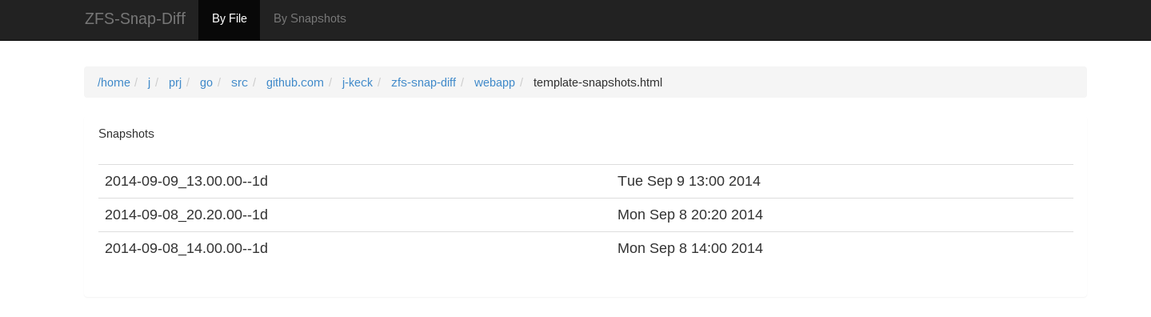 ZFS-Snap-Diff By File By Snapshots
/home / j / prj / go / src / github.com / j-keck / zfs-snap-diff / webapp / template-snapshots.html
Snapshots
2014-09-09_13.00.00--1d Tue Sep 9 13:00 2014
2014-09-08_20.20.00--1d Mon Sep 8 20:20 2014
2014-09-08_14.00.00--1d Mon Sep 8 14:00 2014